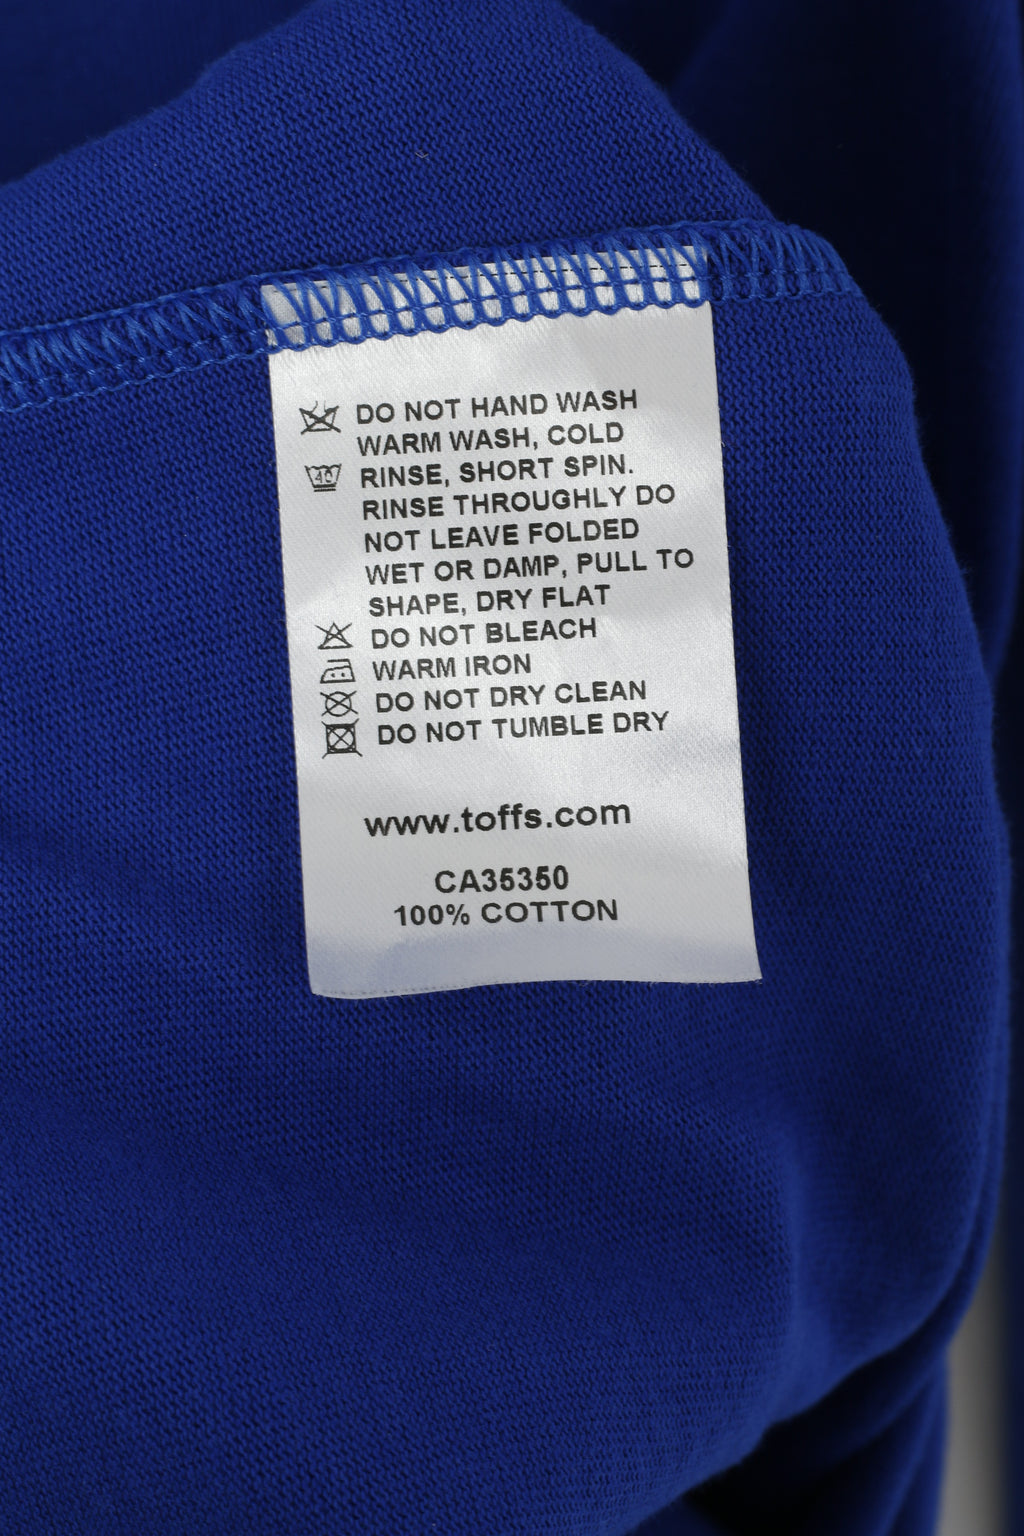 DO NOT HAND WASH
WARM WASH, COLD
40 RINSE, SHORT SPIN.
RINSE THROUGHLY DO
NOT LEAVE FOLDED
WET OR DAMP, PULL TO
SHAPE, DRY FLAT
DO NOT BLEACH
WARM IRON
DO NOT DRY CLEAN
DO NOT TUMBLE DRY
www.toffs.com
CA35350
100% COTTON